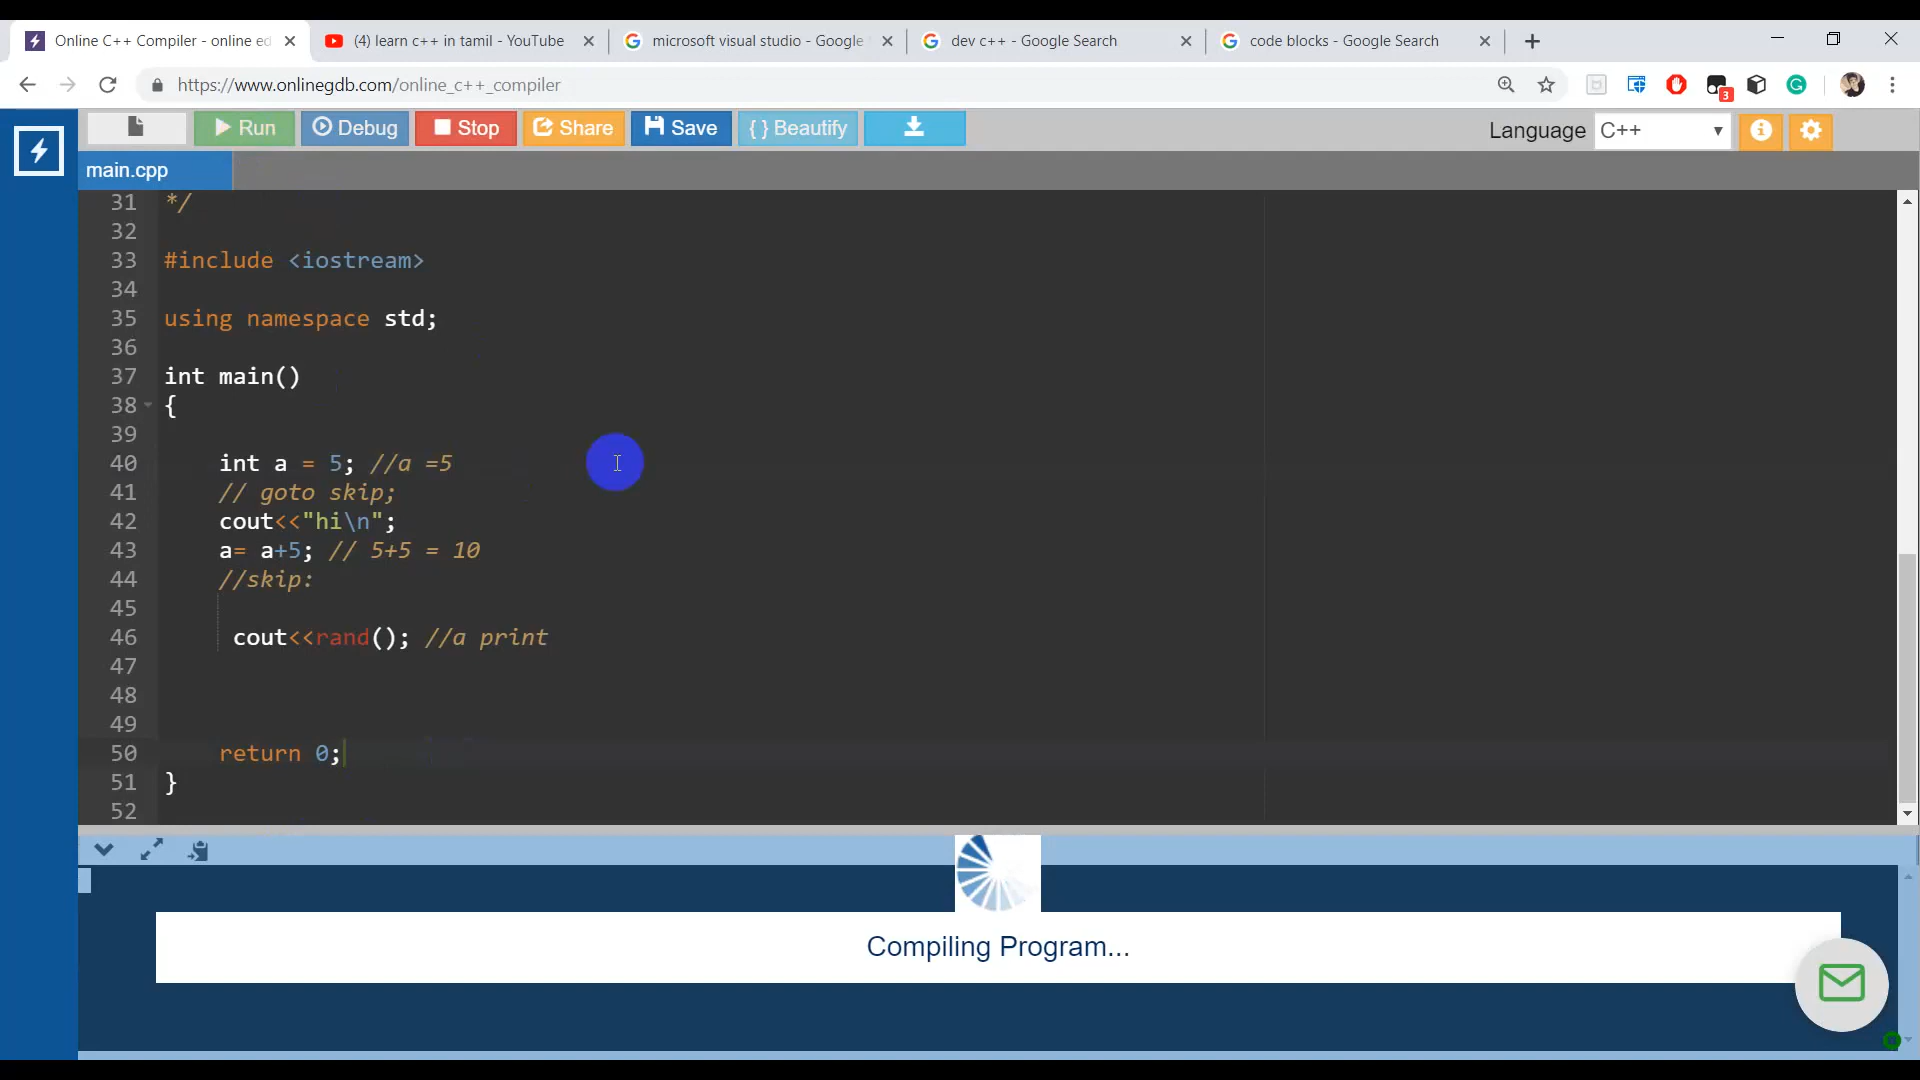 Online C++ Compiler - online ed
(4) learn c++ in tamil - YouTube
microsoft visual studio - Google
dev c++ - Google Search
code blocks - Google Search
https://www.onlinegdb.com/online_c++_compiler
3
Run
Debug
Stop
Share
Save
{ } Beautify
Language
C++
main.cpp
31 */
32
33 #include <iostream>
34
35 using namespace std;
36
37 int main()
38 {
39
40 int a = 5; //a =5
41 // goto skip;
42 cout<<"hi\n";
43 a= a+5; // 5+5 = 10
44 //skip:
45
46 cout<<rand(); //a print
47
48
49
50 return 0;
51 }
52
Compiling Program...